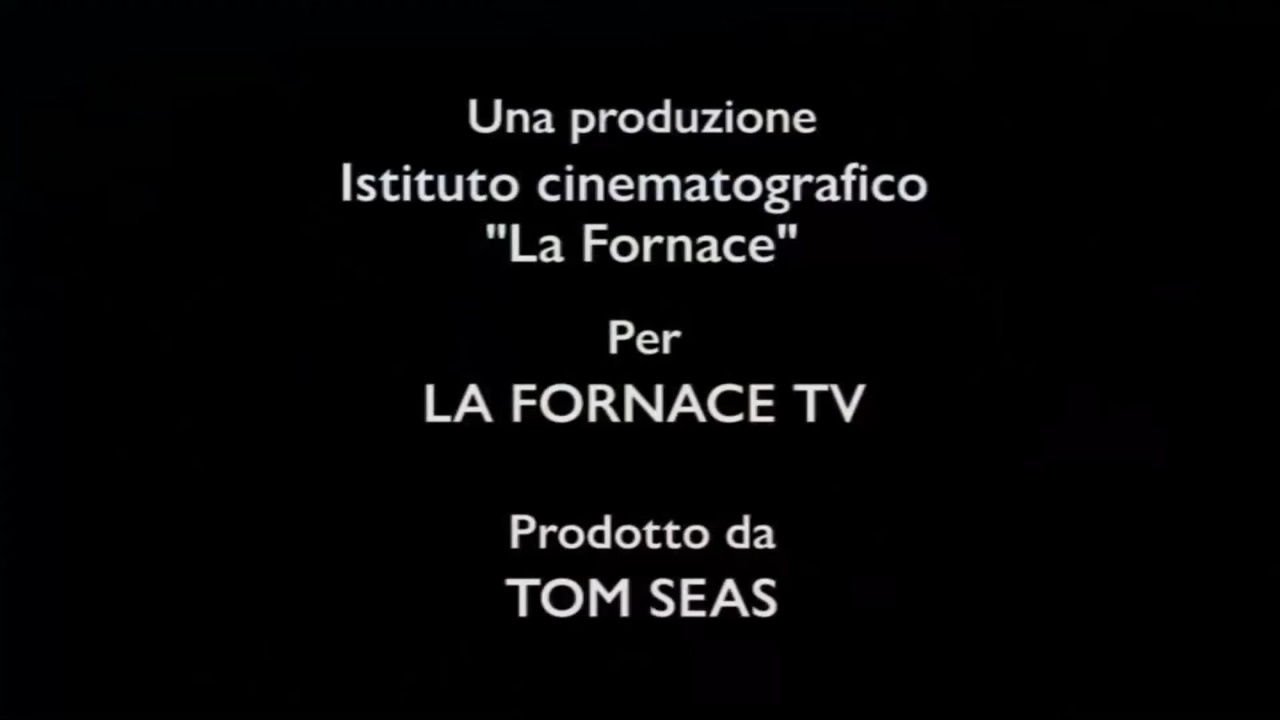 Una produzione
Istituto cinematografico
"La Fornace"
Per
LA FORNACE TV
Prodotto da
TOM SEAS